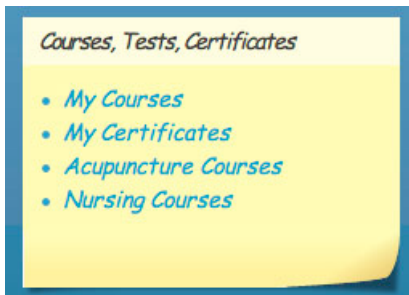 Courses, Tests, Certificates
• My Courses
• My Certificates
• Acupuncture Courses
• Nursing Courses